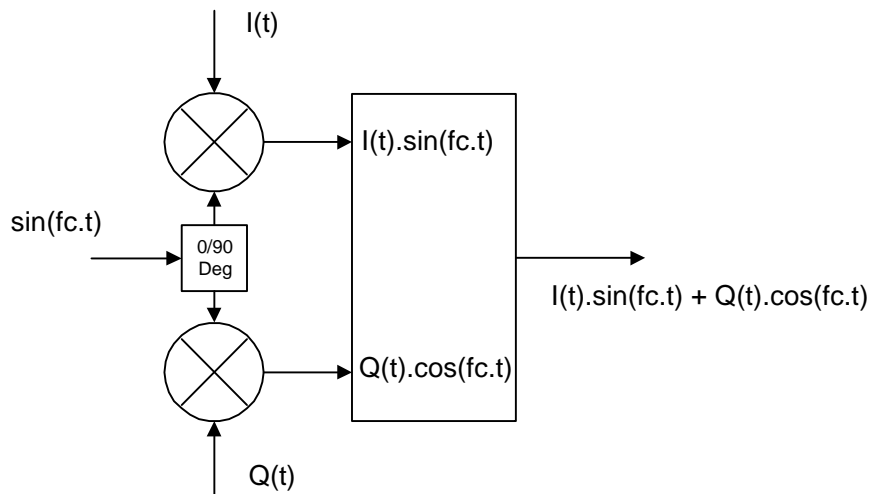 I(t)
I(t).sin(fc.t)
sin(fc.t)
0/90
Deg
I(t).sin(fc.t) + Q(t).cos(fc.t)
Q(t).cos(fc.t)
Q(t)